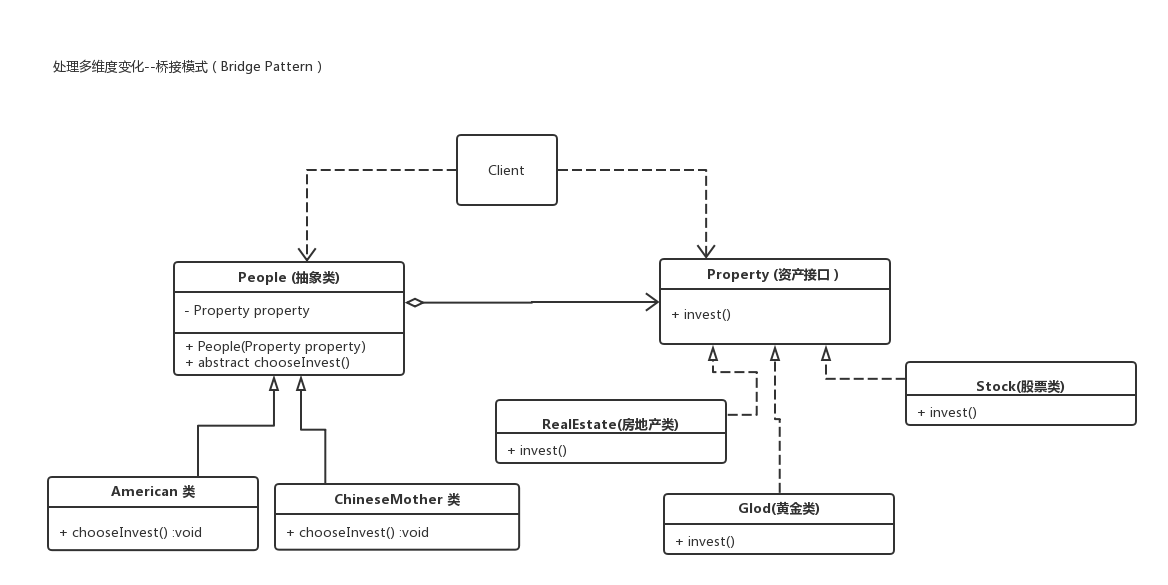 处理多维度变化--桥接模式 ( Bridge Pattern )
Client
People (抽象类)
- Property property
+ People(Property property)
+ abstract chooseInvest()
Property (资产接口 )
+ invest()
Stock(股票类)
+ invest()
RealEstate(房地产类)
+ invest()
American 类
+ chooseInvest() :void
ChineseMother 类
+ chooseInvest() :void
Glod(黄金类)
+ invest()